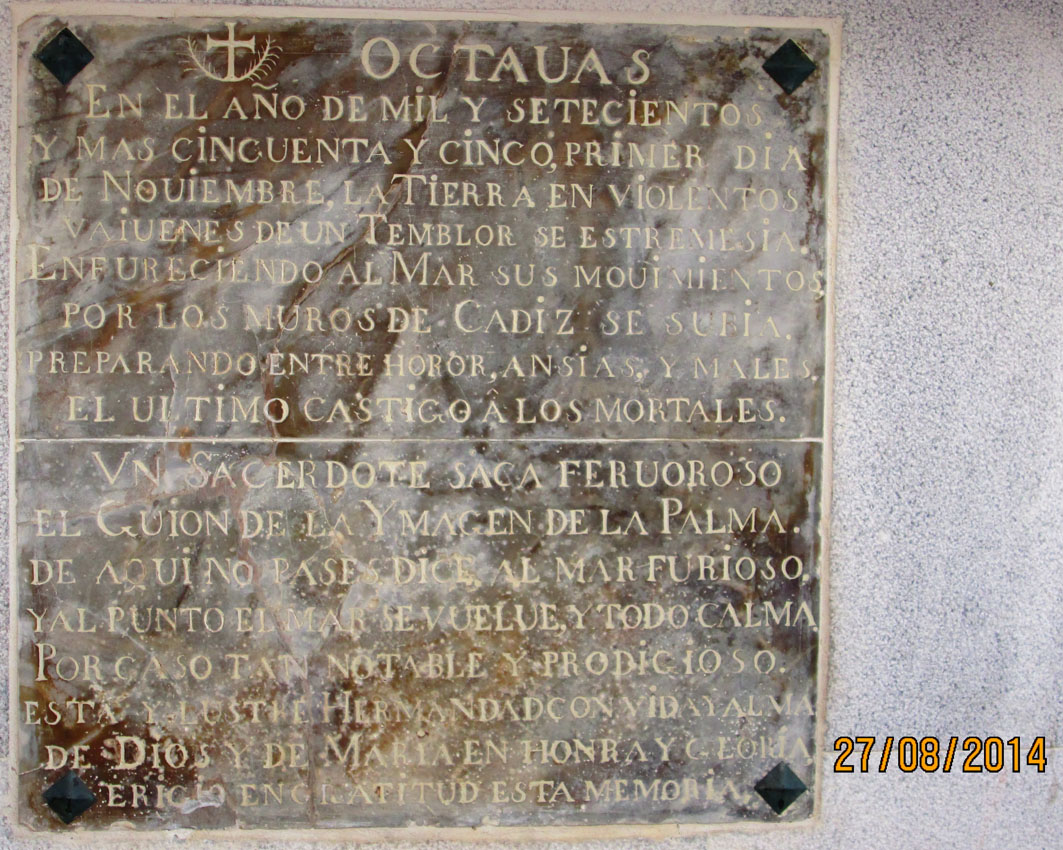 OCTAUAS
EN EL AÑO DE MIL Y SETECIENTOS
Y MAS CINCUENTA Y CINCO, PRIMER DIA
DE NOUIEMBRE, LA TIERRA EN VIOLENTOS
VAIUENES DE UN TEMBLOR SE ESTREMESIA.
ENFURECIENDO AL MAR SUS MOUIMIENTOS,
POR LOS MUROS DE CADIZ SE SUBIA.
PREPARANDO ENTRE HOROR, ANSIAS, Y MALES,
EL ULTIMO CASTIGO Â LOS MORTALES.
VN SACERDOTE SACA FERUOROSO
EL GUION DE LA YMAGEN DE LA PALMA.
DE AQUI NO PASES, DICE, AL MAR FURIOSO.
Y AL PUNTO EL MAR SE VUELUE, Y TODO CALMA.
POR CASO TAN NOTABLE Y PRODIGIOSO.
ESTA YLUSTRE HERMANDAD CON VIDA Y ALMA
DE DIOS Y DE MARIA EN HONRA Y GLORIA,
ERIGIO EN GRATITUD ESTA MEMORIA.
27/08/2014